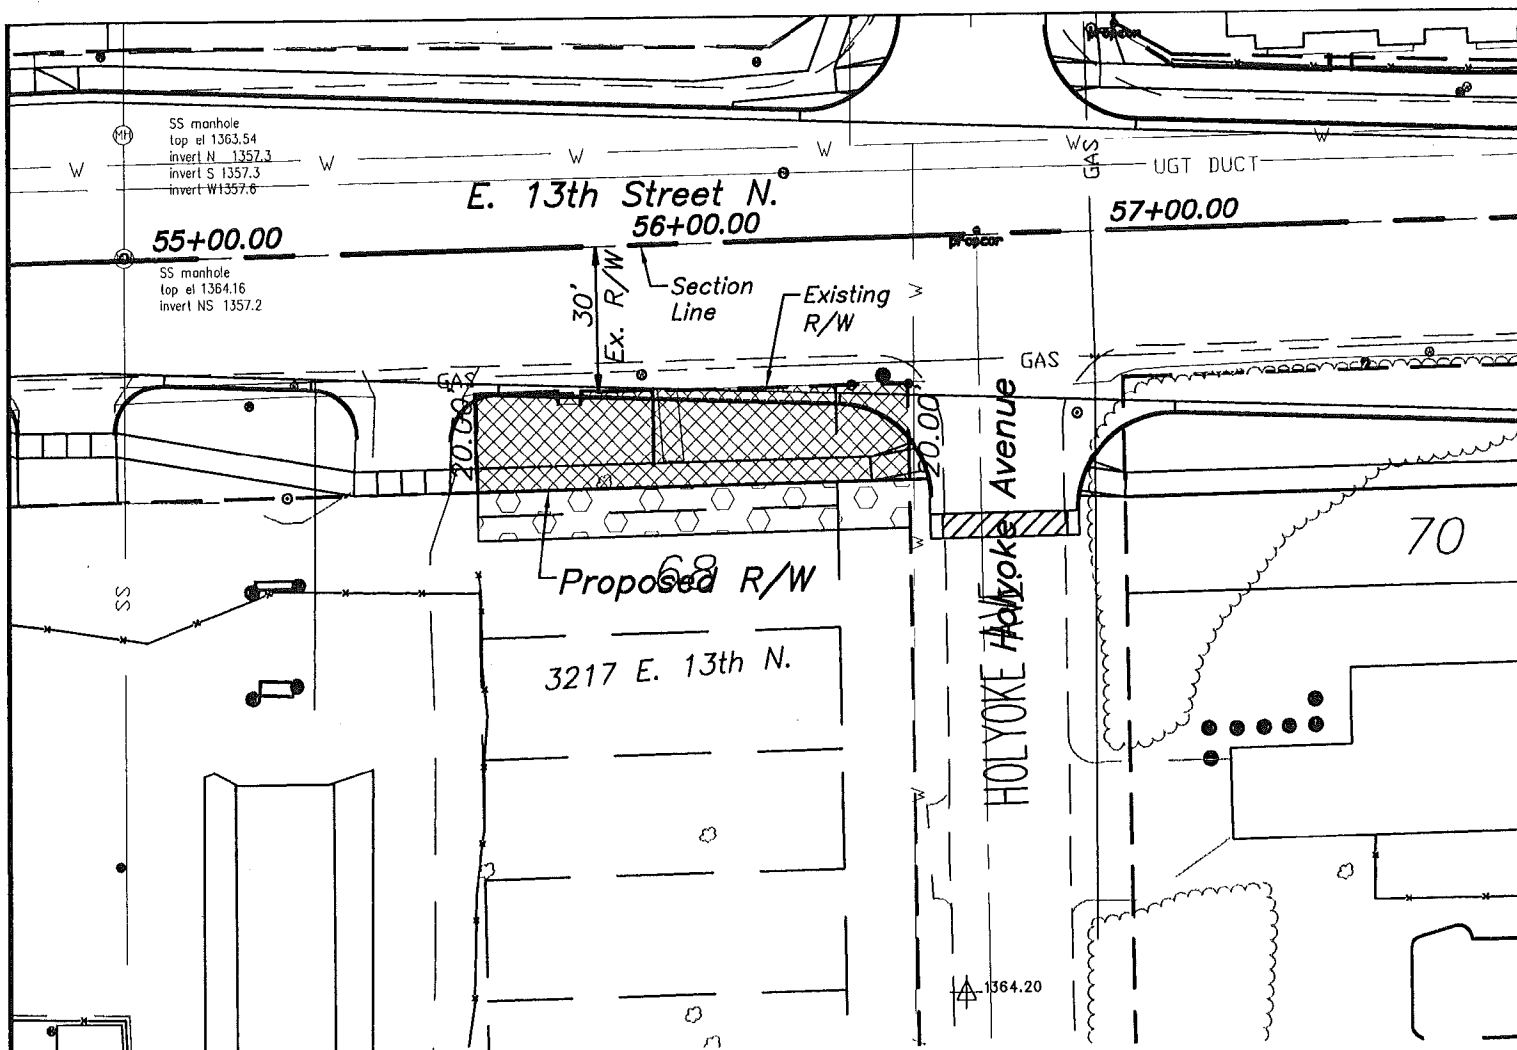 propcor
SS manhole
top el 1363.54
invert N 1357.3
invert S 1357.3
invert W1357.6
MH
W
W
W
W
W
W
GAS
UGT DUCT
E. 13th Street N.
55+00.00
56+00.00
57+00.00
propcor
SS manhole
top el 1364.16
invert NS 1357.2
30'
Ex. R/W
Section
Line
Existing
R/W
W
GAS
GAS
20.00
20.00
Holyoke Avenue
HOLYOKE AVE
W
70
68
Proposed R/W
SS
3217 E. 13th N.
W
W
1364.20